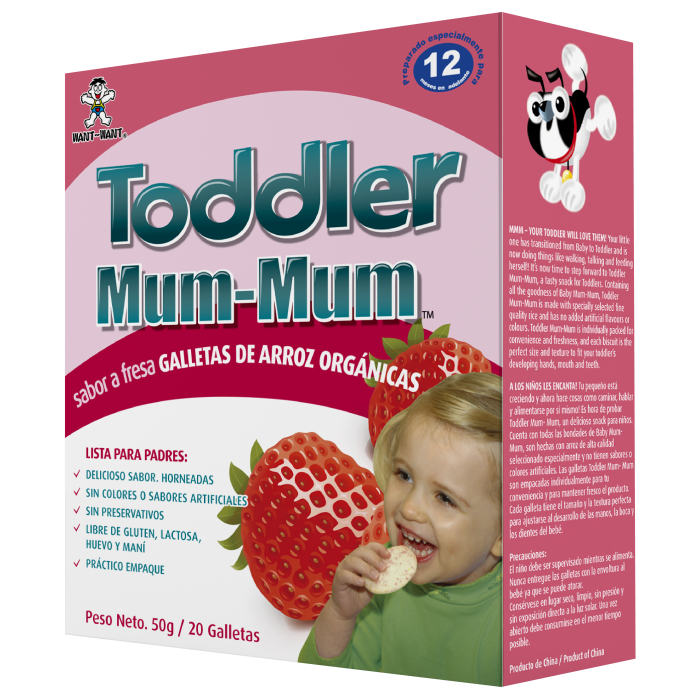 WANT-WANT®
Preparado especialmente para
12
meses en adelante
Toddler
Mum-Mum™
sabor a fresa GALLETAS DE ARROZ ORGÁNICAS
LISTA PARA PADRES:
✓ DELICIOSO SABOR. HORNEADAS
✓ SIN COLORES O SABORES ARTIFICIALES
✓ SIN PRESERVATIVOS
✓ LIBRE DE GLUTEN, LACTOSA,
HUEVO Y MANÍ
✓ PRÁCTICO EMPAQUE
Peso Neto. 50g / 20 Galletas
MMM - YOUR TODDLER WILL LOVE THEM! Your little
one has transitioned from Baby to Toddler and is
now doing things like walking, talking and feeding
herself! It's now time to step forward to Toddler
Mum-Mum, a tasty snack for Toddlers. Containing
all the goodness of Baby Mum-Mum, Toddler
Mum-Mum is made with specially selected fine
quality rice and has no added artificial flavours or
colours. Toddler Mum-Mum is individually packed for
convenience and freshness, and each biscuit is the
perfect size and texture to fit your toddler's
developing hands, mouth and teeth.
A LOS NIÑOS LES ENCANTA! Tu pequeño está
creciendo y ahora hace cosas como caminar, hablar
y alimentarse por si mismo! Es hora de probar
Toddler Mum- Mum, un delicioso snack para niños.
Cuenta con todas las bondades de Baby Mum-
Mum, son hechas con arroz de alta calidad
seleccionado especialmente y no tienen sabores o
colores artificiales. Las galletas Toddler Mum- Mum
son empacadas individualmente para tu
conveniencia y para mantener fresco el producto.
Cada galleta tiene el tamaño y la textura perfecta
para ajustarse al desarrollo de las manos, la boca y
los dientes del bebé.
Precauciones:
El niño debe ser supervisado mientras se alimenta.
Nunca entregue las galletas con el envoltura al
bebé ya que se puede atorar.
Consérvese en lugar seco, limpio, sin presión y
sin exposición directa a la luz solar. Una vez
abierto debe consumirse en el menor tiempo
posible.
Producto de China / Product of China